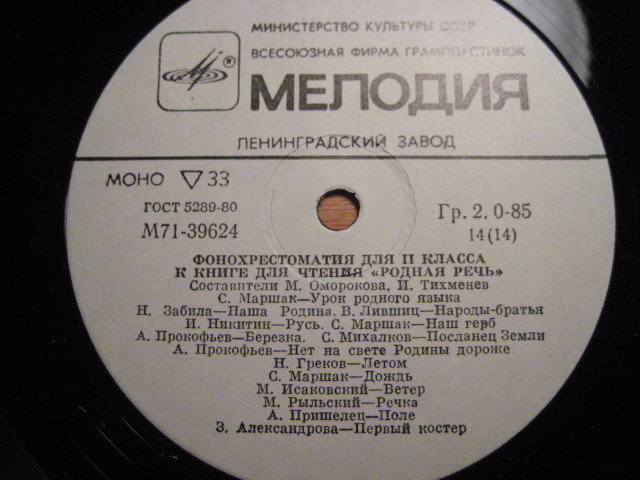 МИНИСТЕРСТВО КУЛЬТУРЫ СССР
ВСЕСОЮЗНАЯ ФИРМА ГРАМПЛАСТИНОК
®
МЕЛОДИЯ
ЛЕНИНГРАДСКИЙ ЗАВОД
МОНО ▽ 33
ГОСТ 5289-80
М71-39624
Гр. 2. 0-85
14(14)
ФОНОХРЕСТОМАТИЯ ДЛЯ II КЛАССА
К КНИГЕ ДЛЯ ЧТЕНИЯ «РОДНАЯ РЕЧЬ»
Составители М. Оморокова, И. Тихменев
С. Маршак—Урок родного языка
Н. Забила—Наша Родина. В. Лившиц—Народы-братья
И. Никитин—Русь. С. Маршак—Наш герб
А. Прокофьев—Березка. С. Михалков—Посланец Земли
А. Прокофьев—Нет на свете Родины дороже
Н. Греков—Летом
С. Маршак—Дождь
М. Исаковский—Ветер
М. Рыльский—Речка
А. Пришелец—Поле
З. Александрова—Первый костер